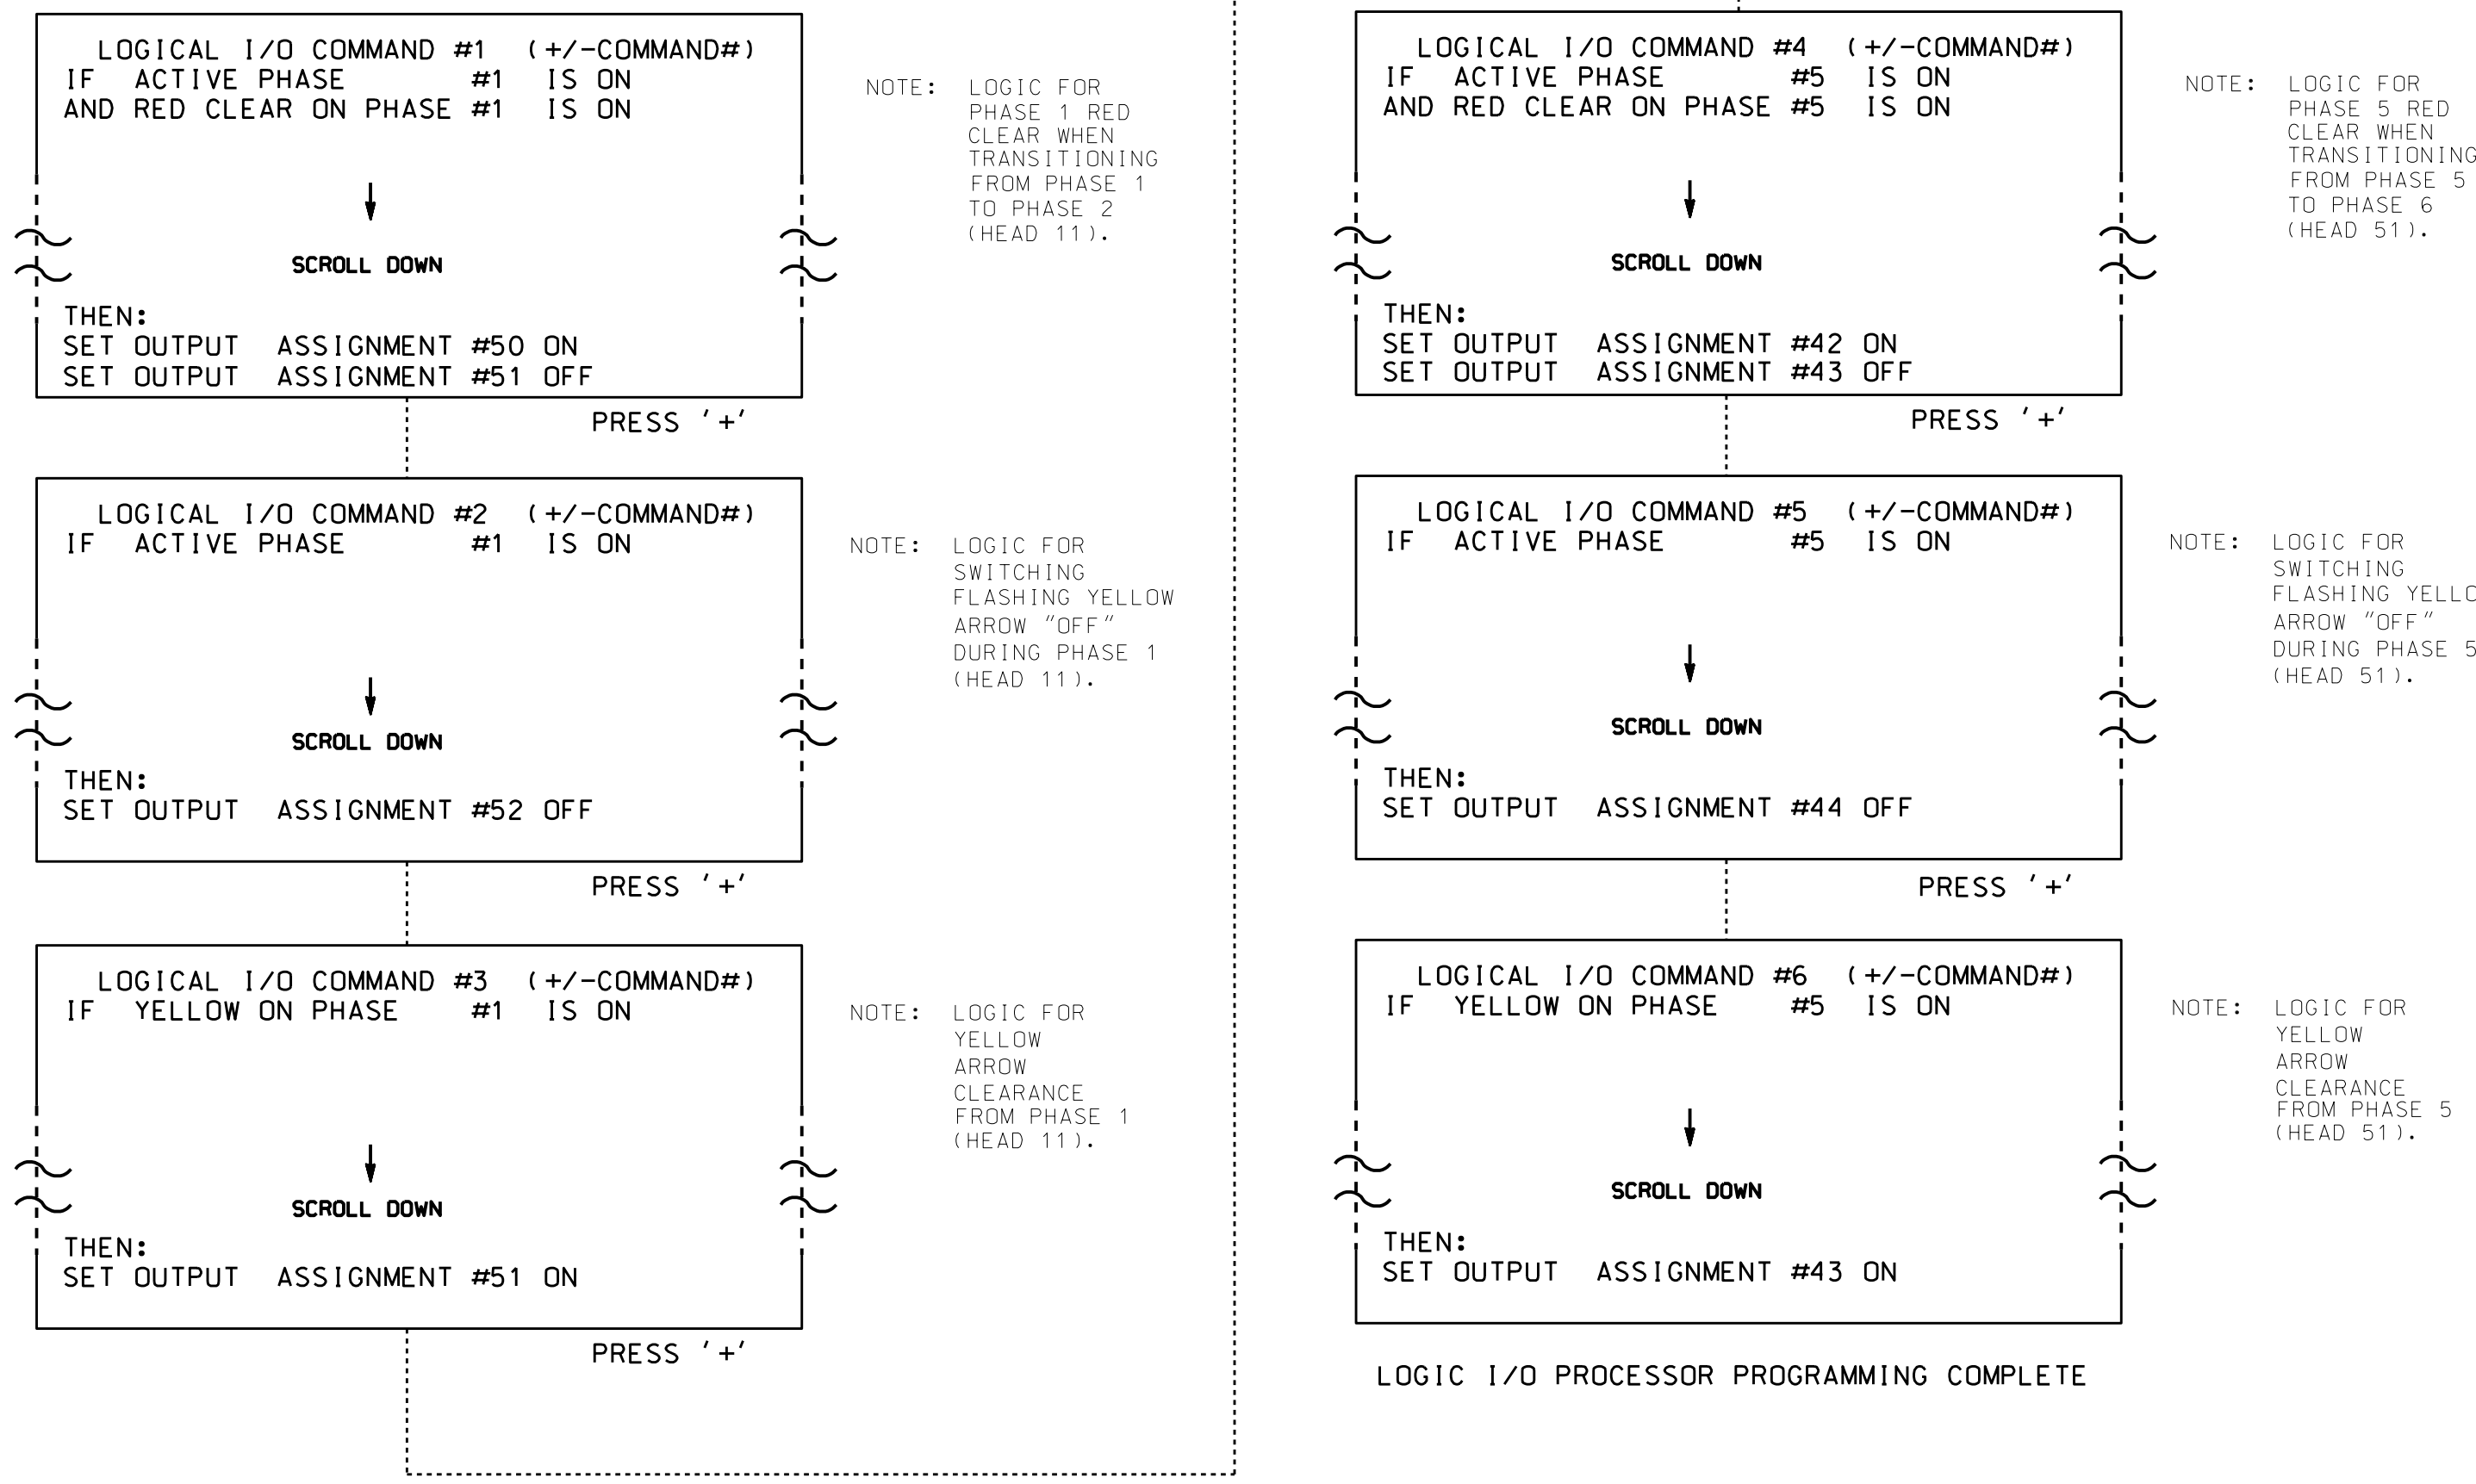 LOGICAL I/O COMMAND #1 (+/-COMMAND#)
IF ACTIVE PHASE #1 IS ON
AND RED CLEAR ON PHASE #1 IS ON
SCROLL DOWN
THEN:
SET OUTPUT ASSIGNMENT #50 ON
SET OUTPUT ASSIGNMENT #51 OFF
PRESS '+'
NOTE: LOGIC FOR
PHASE 1 RED
CLEAR WHEN
TRANSITIONING
FROM PHASE 1
TO PHASE 2
(HEAD 11).
LOGICAL I/O COMMAND #2 (+/-COMMAND#)
IF ACTIVE PHASE #1 IS ON
SCROLL DOWN
THEN:
SET OUTPUT ASSIGNMENT #52 OFF
PRESS '+'
NOTE: LOGIC FOR
SWITCHING
FLASHING YELLOW
ARROW "OFF"
DURING PHASE 1
(HEAD 11).
LOGICAL I/O COMMAND #3 (+/-COMMAND#)
IF YELLOW ON PHASE #1 IS ON
SCROLL DOWN
THEN:
SET OUTPUT ASSIGNMENT #51 ON
PRESS '+'
NOTE: LOGIC FOR
YELLOW
ARROW
CLEARANCE
FROM PHASE 1
(HEAD 11).
LOGICAL I/O COMMAND #4 (+/-COMMAND#)
IF ACTIVE PHASE #5 IS ON
AND RED CLEAR ON PHASE #5 IS ON
SCROLL DOWN
THEN:
SET OUTPUT ASSIGNMENT #42 ON
SET OUTPUT ASSIGNMENT #43 OFF
PRESS '+'
NOTE: LOGIC FOR
PHASE 5 RED
CLEAR WHEN
TRANSITIONING
FROM PHASE 5
TO PHASE 6
(HEAD 51).
LOGICAL I/O COMMAND #5 (+/-COMMAND#)
IF ACTIVE PHASE #5 IS ON
SCROLL DOWN
THEN:
SET OUTPUT ASSIGNMENT #44 OFF
PRESS '+'
NOTE: LOGIC FOR
SWITCHING
FLASHING
ARROW "OFF"
DURING PHASE 5
(HEAD 51).
LOGICAL I/O COMMAND #6 (+/-COMMAND#)
IF YELLOW ON PHASE #5 IS ON
SCROLL DOWN
THEN:
SET OUTPUT ASSIGNMENT #43 ON
NOTE: LOGIC FOR
YELLOW
ARROW
CLEARANCE
FROM PHASE 5
(HEAD 51).
LOGIC I/O PROCESSOR PROGRAMMING COMPLETE